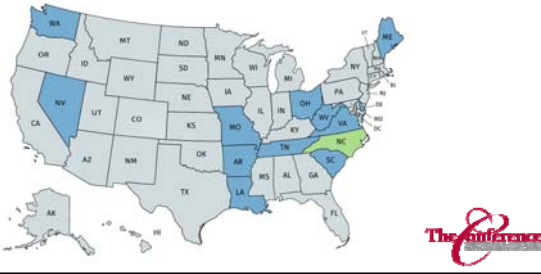 WA
MT
ND
MN
ME
VT
OR
ID
WY
SD
WI
MI
NY
RI
NV
UT
CO
NE
IA
IL
IN
OH
PA
NJ
DE
MD
DC
CA
KS
MO
KY
WV
VA
AZ
NM
OK
AR
TN
NC
SC
TX
LA
MS
AL
GA
FL
AK
HI
The Conference